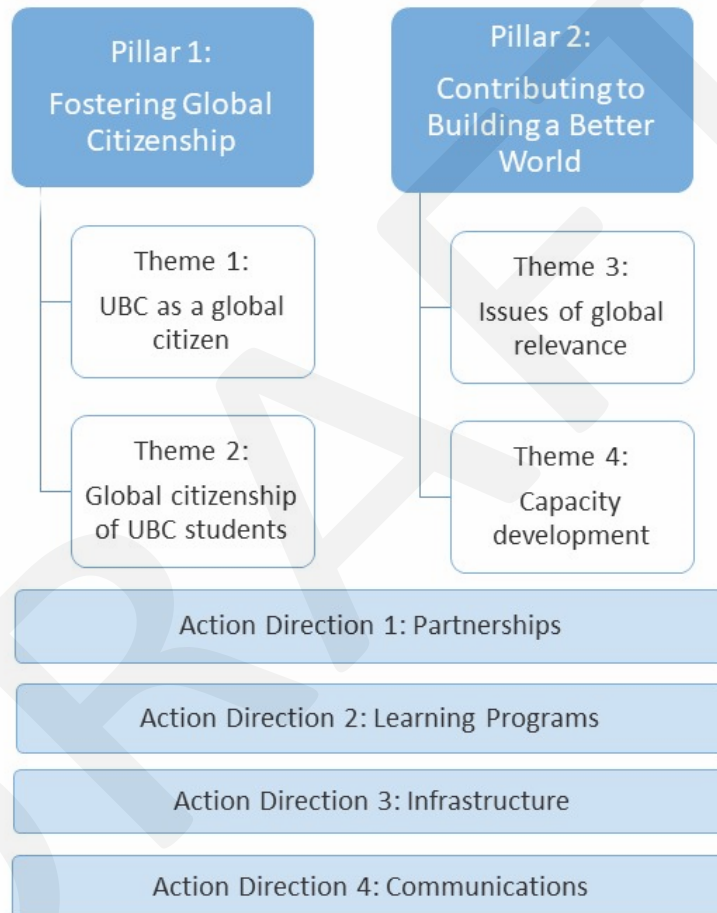 Pillar 1:
Fostering Global
Citizenship
Theme 1:
UBC as a global
citizen
Theme 2:
Global citizenship
of UBC students
Pillar 2:
Contributing to
Building a Better
World
Theme 3:
Issues of global
relevance
Theme 4:
Capacity
development
Action Direction 1: Partnerships
Action Direction 2: Learning Programs
Action Direction 3: Infrastructure
Action Direction 4: Communications
DRAFT